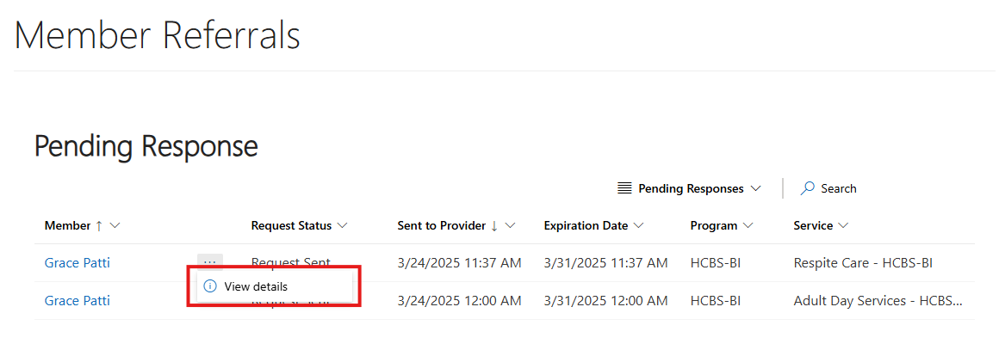 Member Referrals
Pending Response
Pending Responses Search
Member Request Status Sent to Provider Expiration Date Program Service
Grace Patti ... Request Sent 3/24/2025 11:37 AM 3/31/2025 11:37 AM HCBS-BI Respite Care - HCBS-BI
View details
Grace Patti 3/24/2025 12:00 AM 3/31/2025 12:00 AM HCBS-BI Adult Day Services - HCBS...